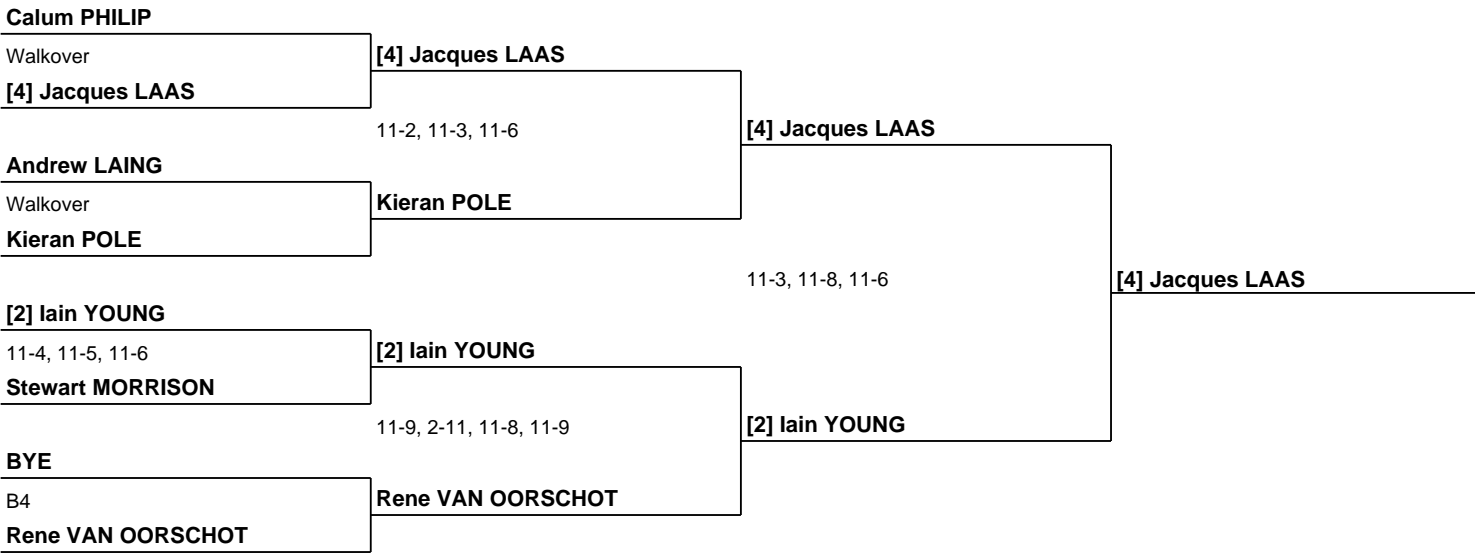 Calum PHILIP
Walkover
[4] Jacques LAAS
[4] Jacques LAAS
11-2, 11-3, 11-6
[4] Jacques LAAS
Andrew LAING
Walkover
Kieran POLE
Kieran POLE
11-3, 11-8, 11-6
[4] Jacques LAAS
[2] Iain YOUNG
11-4, 11-5, 11-6
[2] Iain YOUNG
Stewart MORRISON
11-9, 2-11, 11-8, 11-9
[2] Iain YOUNG
BYE
B4
Rene VAN OORSCHOT
Rene VAN OORSCHOT